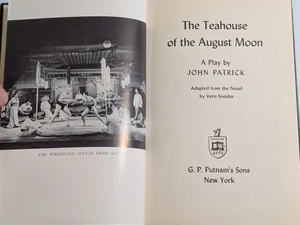 THE WRESTLING MATCH FROM
The Teahouse
of the August Moon
A Play by
JOHN PATRICK
Adapted from the Novel
by Vern Sneider
G. P. Putnam's Sons
New York